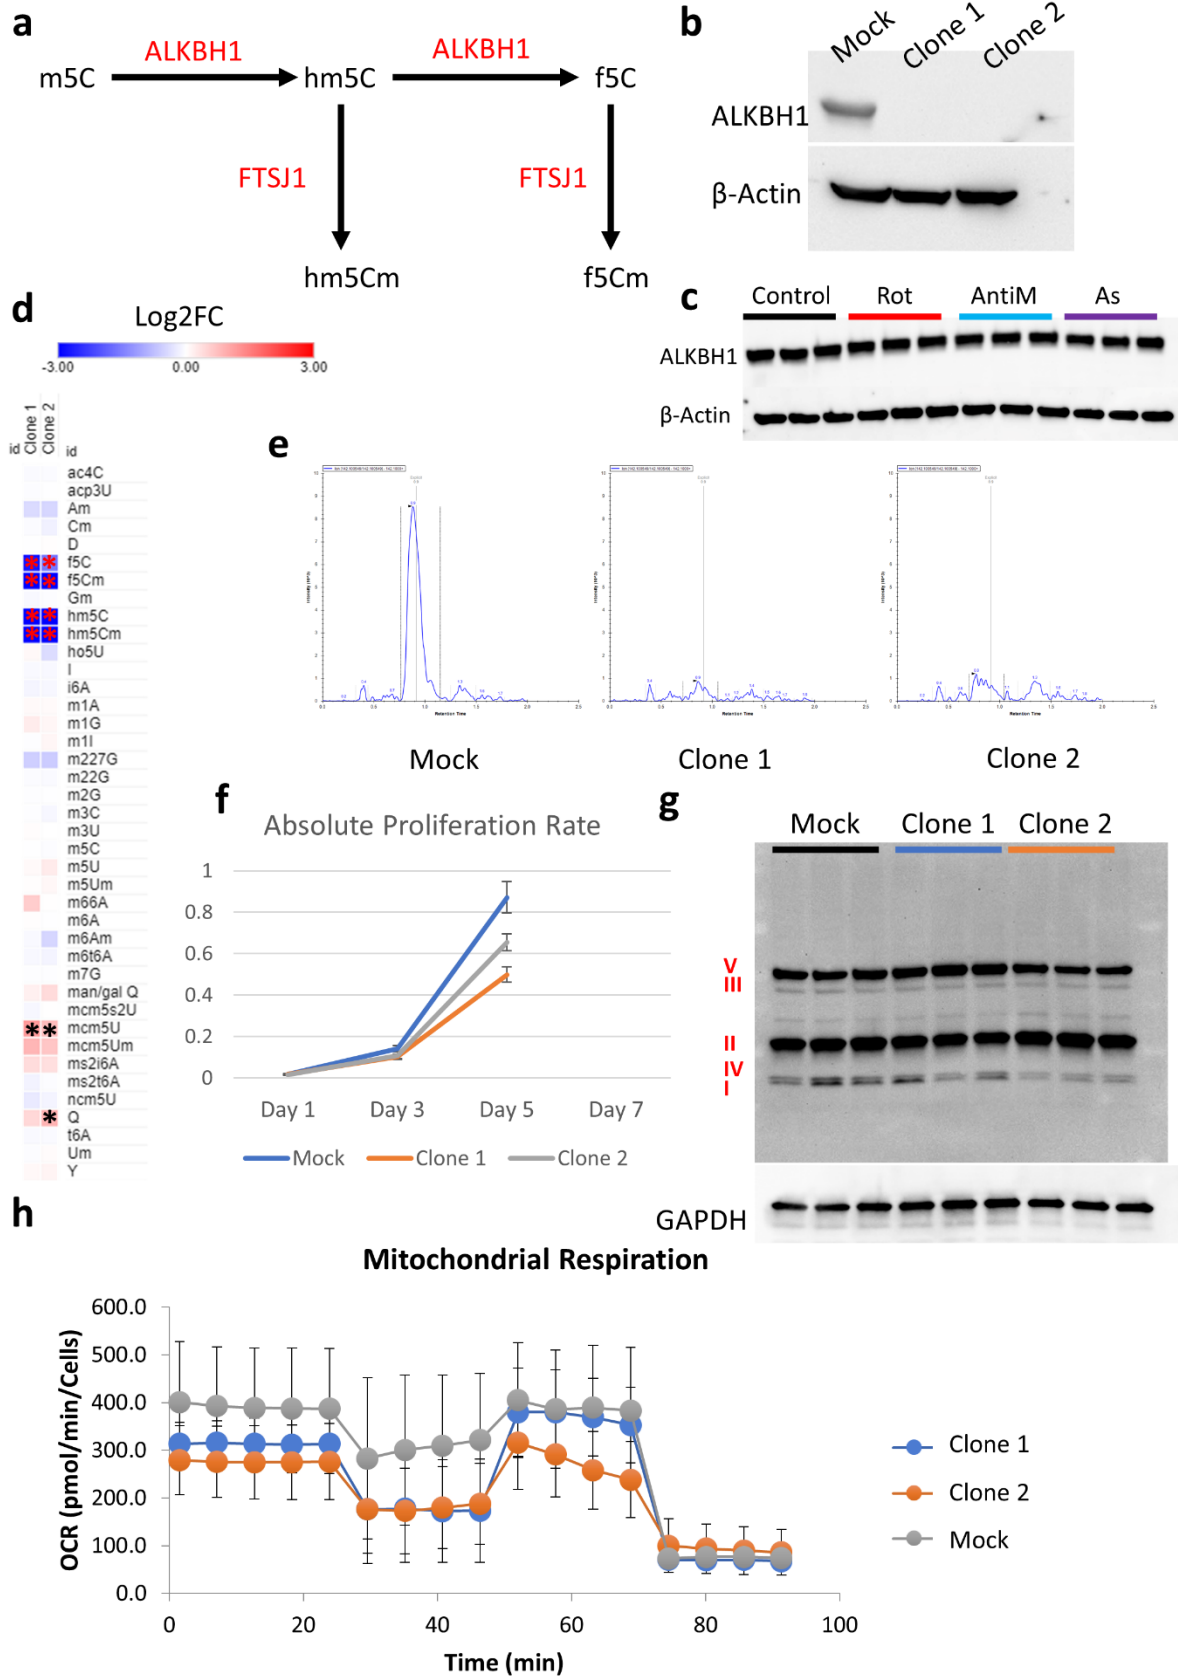 a
ALKBH1
ALKBH1
m5C
hm5C
f5C
FTSJ1
FTSJ1
hm5Cm
f5Cm
b
Mock
Clone 1
Clone 2
ALKBH1
β-Actin
c
Control
Rot
AntiM
As
ALKBH1
β-Actin
d
Log2FC
-3.00
0.00
3.00
id
Clone 1
Clone 2
id
ac4C
acp3U
Am
Cm
D
f5C
f5Cm
Gm
hm5C
hm5Cm
ho5U
I
i6A
m1A
m1G
m1I
m227G
m22G
m2G
m3C
m3U
m5C
m5U
m5Um
m66A
m6A
m6Am
m6t6A
m7G
man/gal Q
mcm5s2U
mcm5U
mcm5Um
ms2i6A
ms2t6A
ncm5U
Q
t6A
Um
Y
e
Retention Time
Retention Time
Retention Time
Mock
Clone 1
Clone 2
f
Absolute Proliferation Rate
1
0.8
0.6
0.4
0.2
0
Day 1
Day 3
Day 5
Day 7
Mock
Clone 1
Clone 2
g
Mock
Clone 1
Clone 2
V
III
II
IV
I
GAPDH
h
Mitochondrial Respiration
OCR (pmol/min/Cells)
600.0
500.0
400.0
300.0
200.0
100.0
0.0
0
20
40
60
80
100
Time (min)
Clone 1
Clone 2
Mock